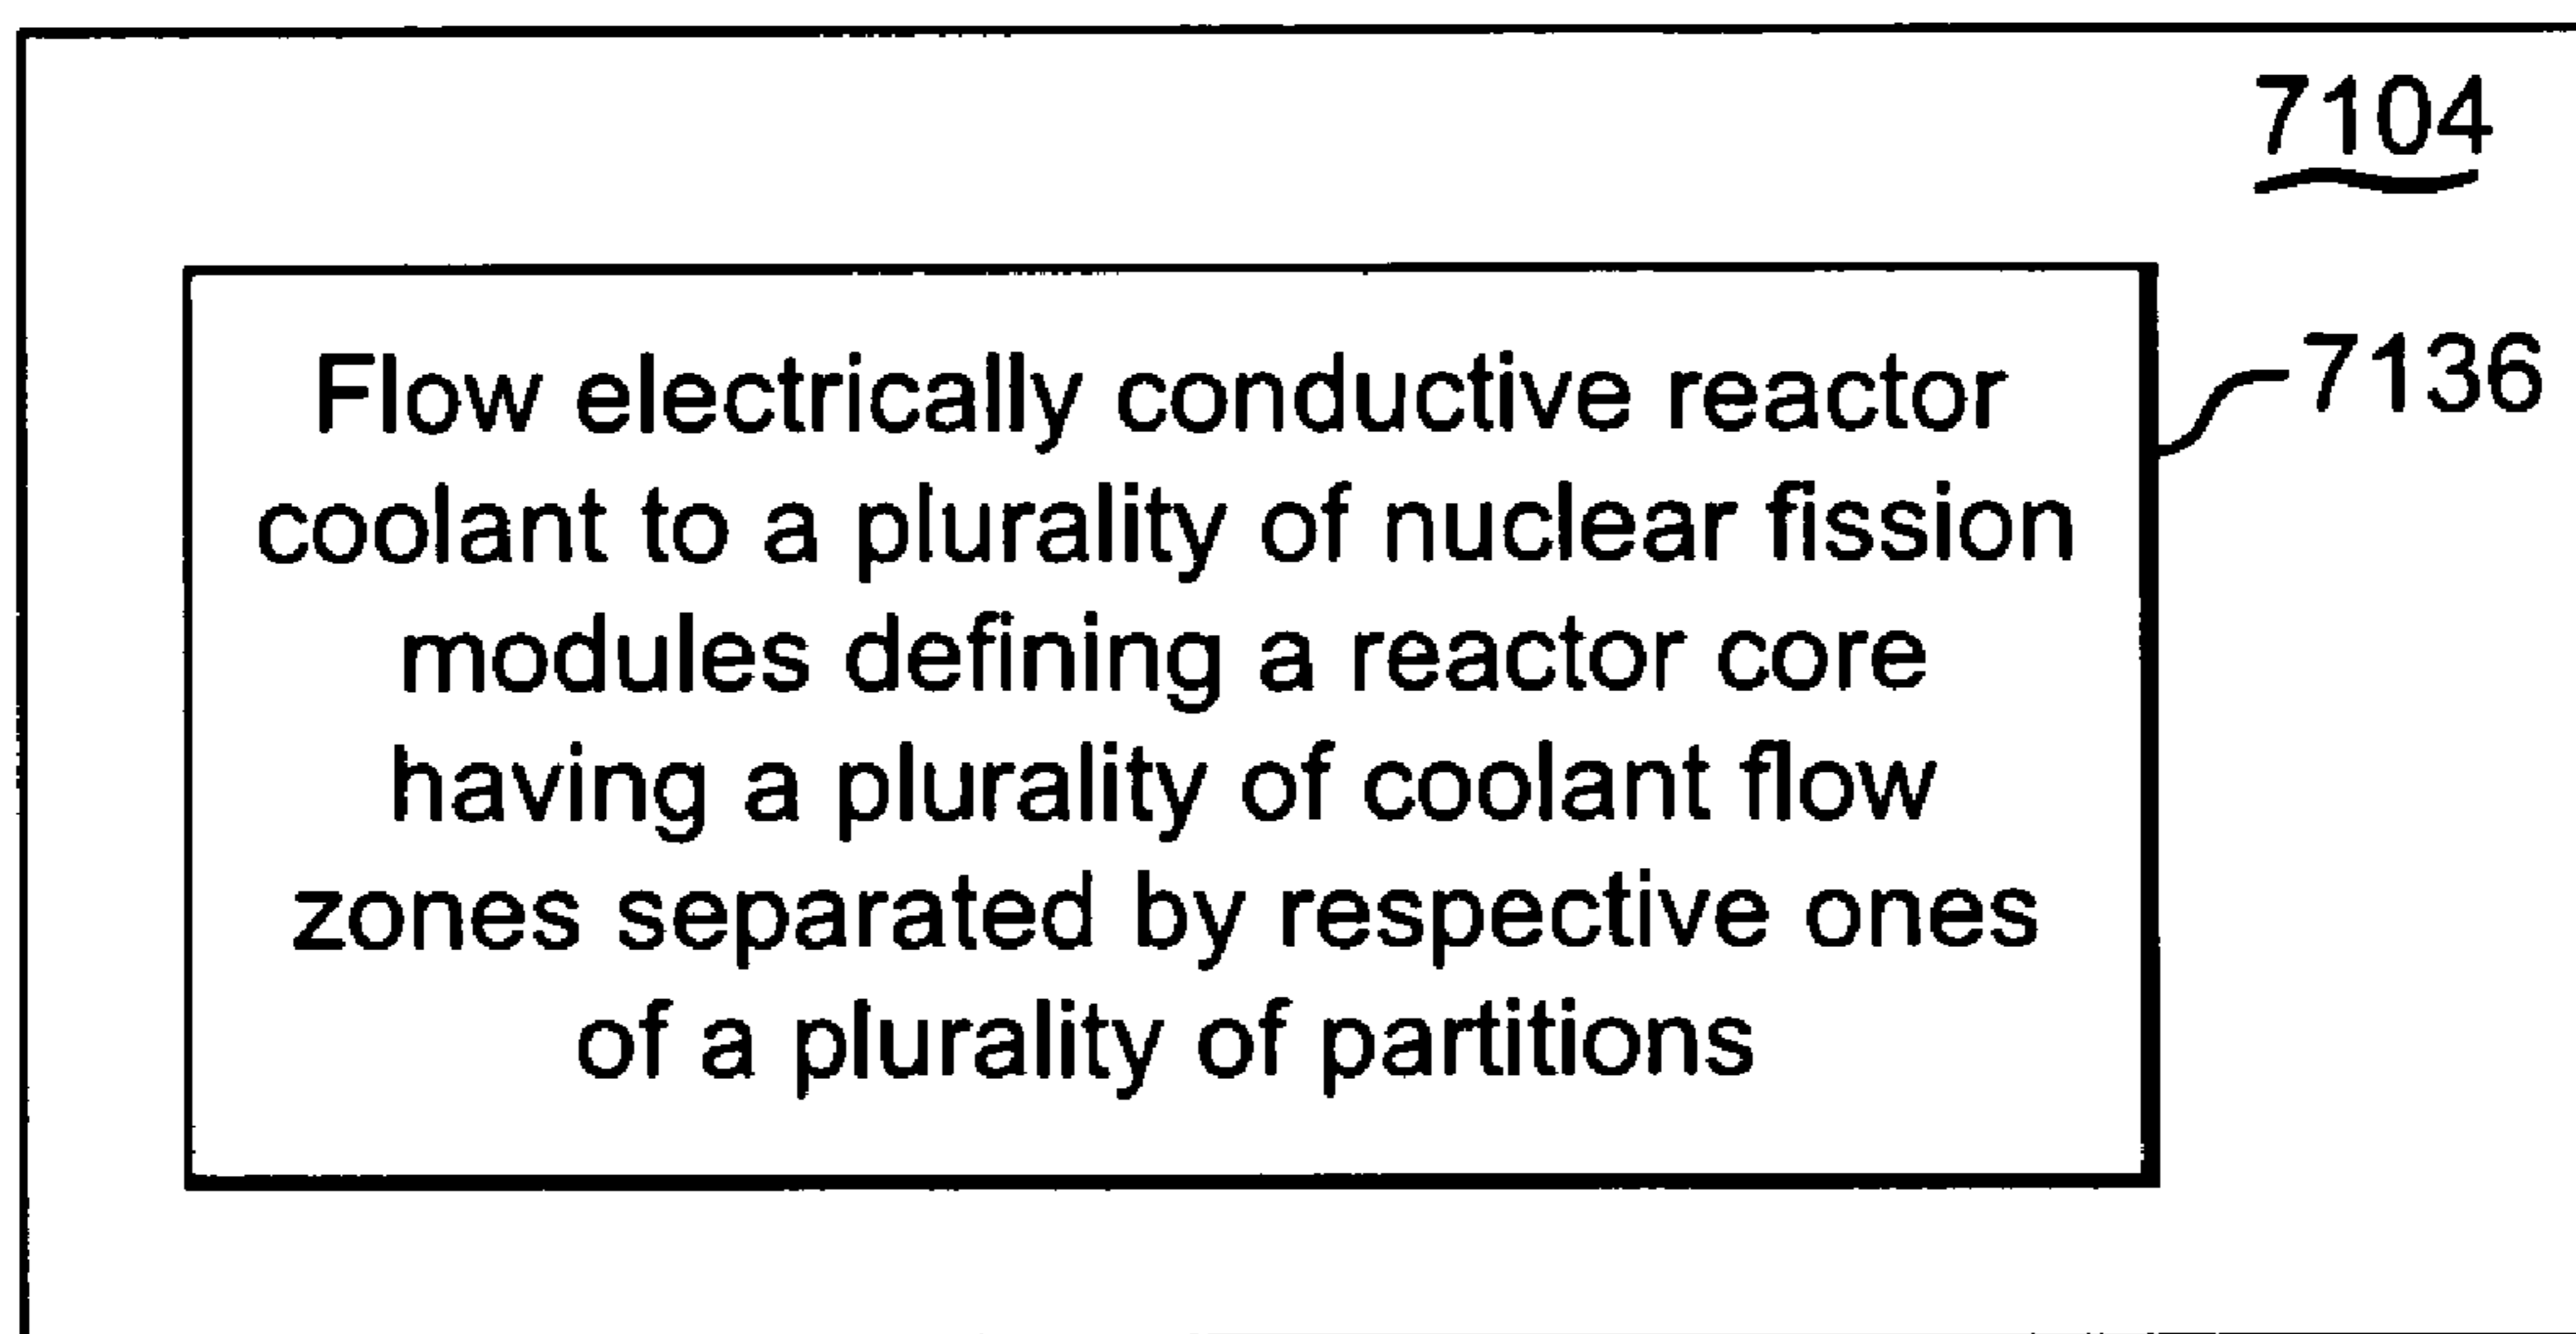 7104
Flow electrically conductive reactor
7136
coolant to a plurality of nuclear fission
modules defining a reactor core
having a plurality of coolant flow
zones separated by respective ones
of a plurality of partitions